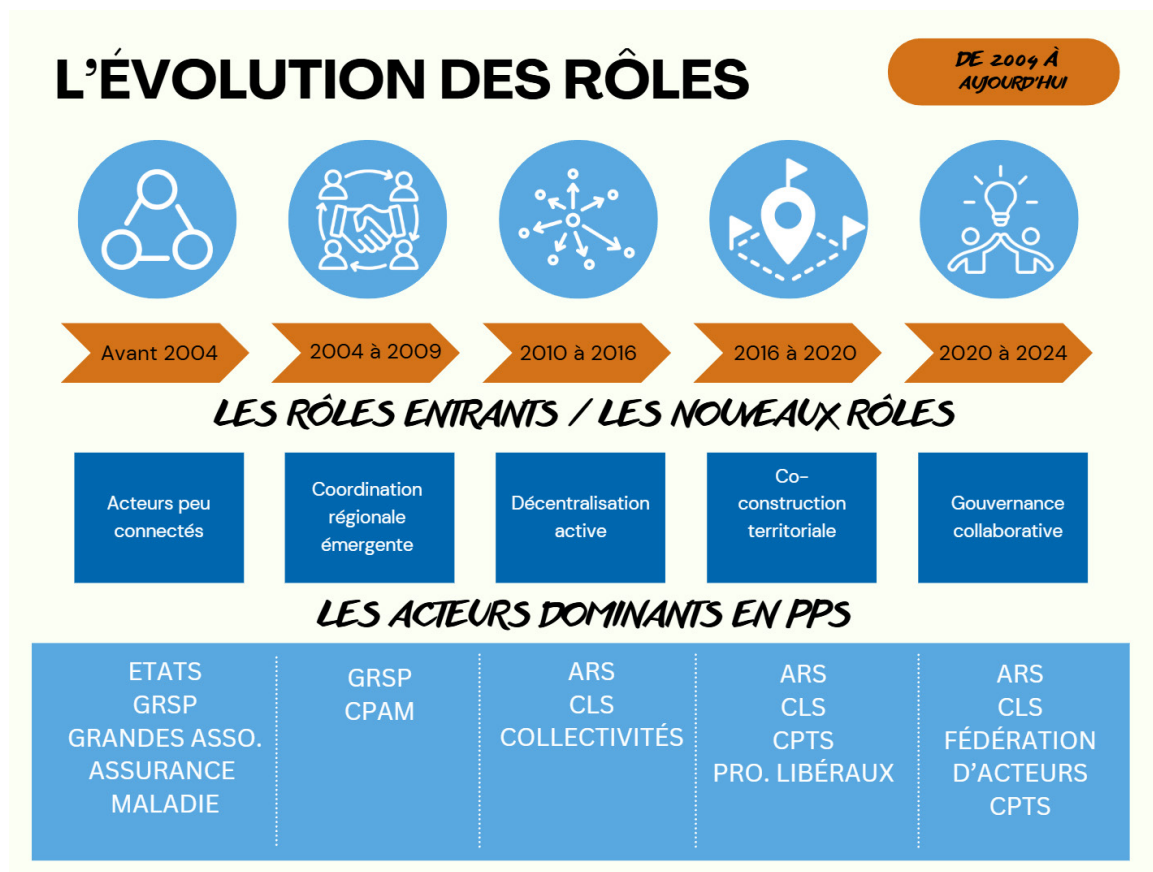 L'ÉVOLUTION DES RÔLES
DE 2004 À
AUJOURD'HUI
Avant 2004
2004 à 2009
2010 à 2016
2016 à 2020
2020 à 2024
LES RÔLES ENTRANTS / LES NOUVEAUX RÔLES
Acteurs peu
connectés
Coordination
régionale
émergente
Décentralisation
active
Co-
construction
territoriale
Gouvernance
collaborative
LES ACTEURS DOMINANTS EN PPS
ETATS
GRSP
GRANDES ASSO.
ASSURANCE
MALADIE
GRSP
CPAM
ARS
CLS
COLLECTIVITÉS
ARS
CLS
CPTS
PRO. LIBÉRAUX
ARS
CLS
FÉDÉRATION
D'ACTEURS
CPTS